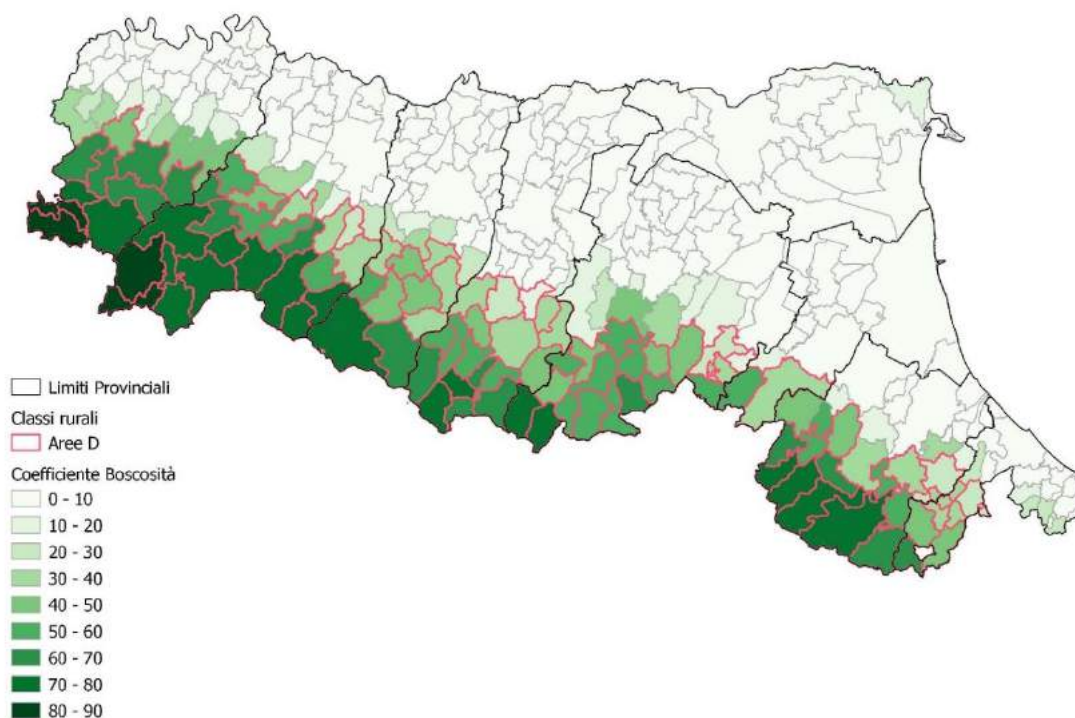 Limiti Provinciali
Classi rurali
Aree D
Coefficiente Boscosità
0 - 10
10 - 20
20 - 30
30 - 40
40 - 50
50 - 60
60 - 70
70 - 80
80 - 90